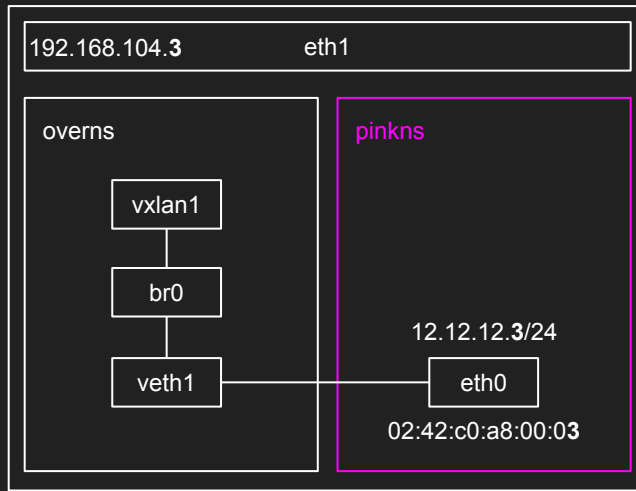 192.168.104.3 eth1
overns
pinkns
vxlan1
br0
12.12.12.3/24
veth1
eth0
02:42:c0:a8:00:03